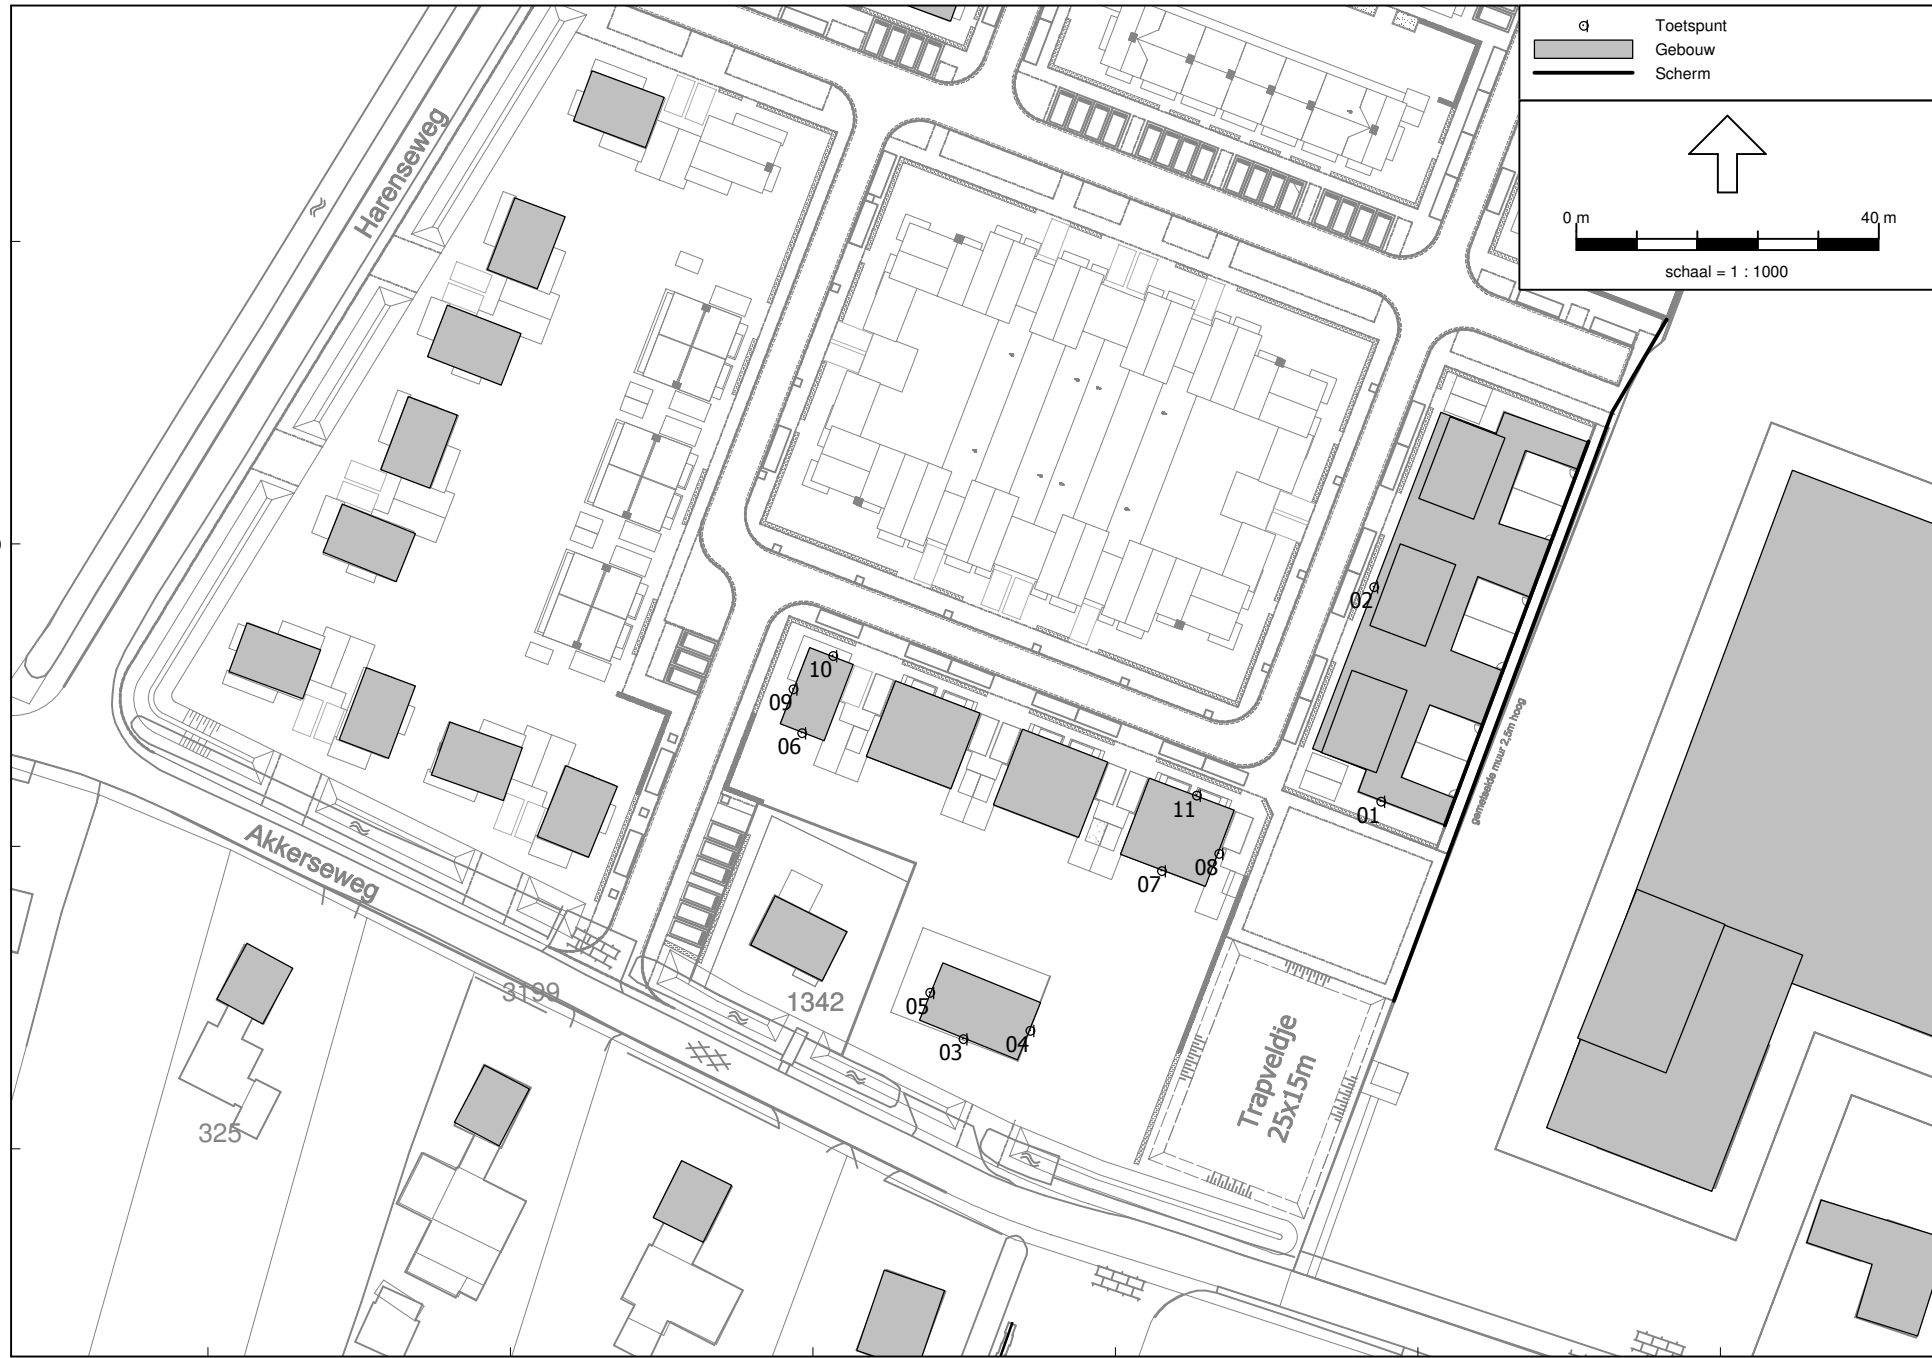 Toetspunt
Gebouw
Scherm
0 m
40 m
schaal = 1 : 1000
Harenseweg
Akkerseweg
gemetselde muur 2,5m hoog
02
10
09
06
11
01
08
07
05
03
04
3199
1342
325
Trapveldje
25x15m